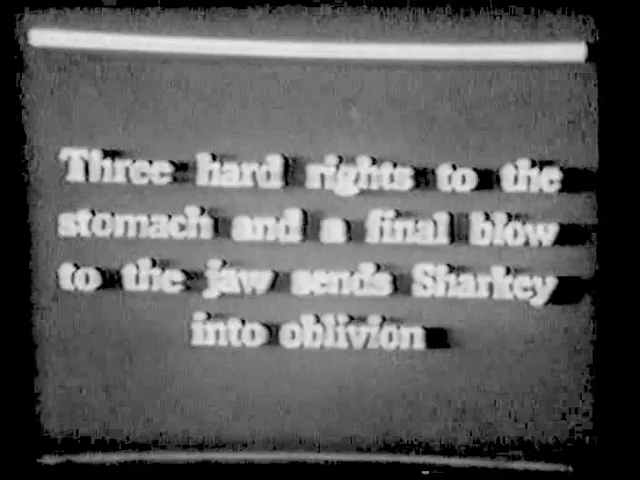 Three hard rights to the
stomach and a final blow
to the jaw sends Sharkey
into oblivion